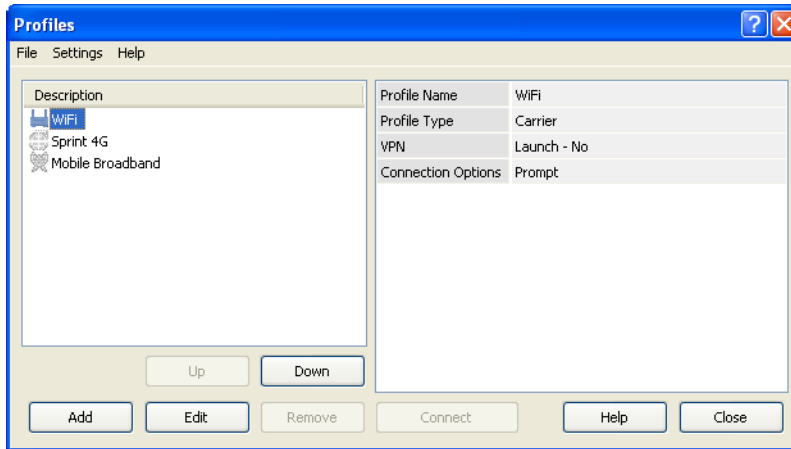 Profiles
File Settings Help
Description
WiFi
Sprint 4G
Mobile Broadband
Profile Name WiFi
Profile Type Carrier
VPN Launch - No
Connection Options Prompt
Up Down
Add Edit Remove Connect Help Close